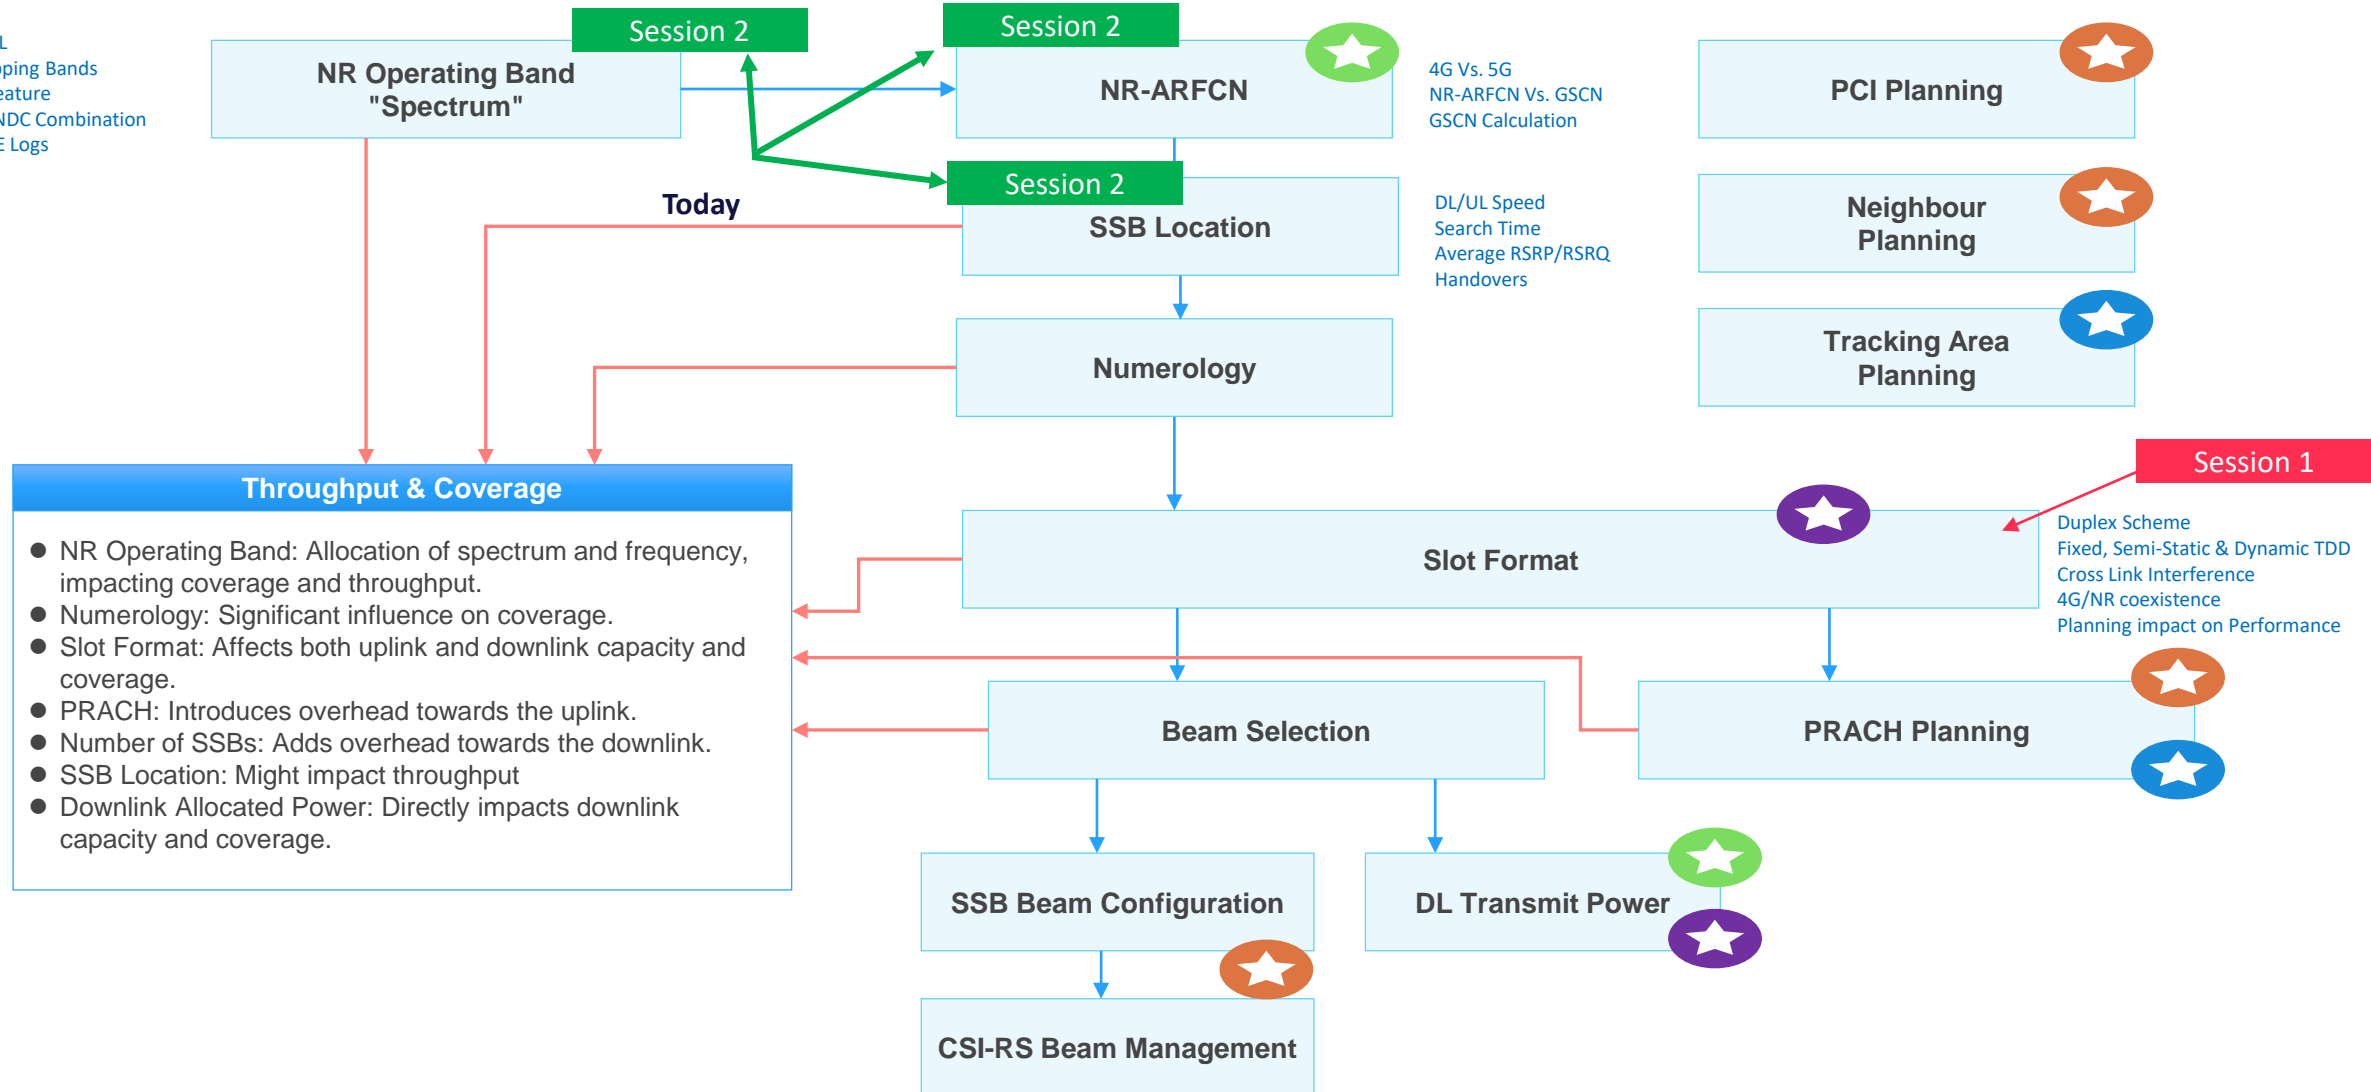 Session 2
Session 2
NR Operating Band
"Spectrum"
NR-ARFCN
PCI Planning
pping Bands
eature
NDC Combination
E Logs
4G Vs. 5G
NR-ARFCN Vs. GSCN
GSCN Calculation
Session 2
Today
SSB Location
DL/UL Speed
Search Time
Average RSRP/RSRQ
Handovers
Neighbour
Planning
Numerology
Tracking Area
Planning
Session 1
Throughput & Coverage
● NR Operating Band: Allocation of spectrum and frequency,
impacting coverage and throughput.
● Numerology: Significant influence on coverage.
● Slot Format: Affects both uplink and downlink capacity and
coverage.
● PRACH: Introduces overhead towards the uplink.
● Number of SSBs: Adds overhead towards the downlink.
● SSB Location: Might impact throughput
● Downlink Allocated Power: Directly impacts downlink
capacity and coverage.
Slot Format
Duplex Scheme
Fixed, Semi-Static & Dynamic TDD
Cross Link Interference
4G/NR coexistence
Planning impact on Performance
Beam Selection
PRACH Planning
SSB Beam Configuration
DL Transmit Power
CSI-RS Beam Management